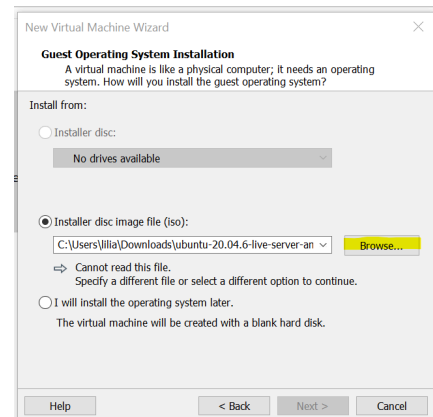 New Virtual Machine Wizard
Guest Operating System Installation
A virtual machine is like a physical computer; it needs an operating
system. How will you install the guest operating system?
Install from:
Installer disc:
No drives available
Installer disc image file (iso):
C:\Users\lilia\Downloads\ubuntu-20.04.6-live-server-an
Browse...
Cannot read this file.
Specify a different file or select a different option to continue.
I will install the operating system later.
The virtual machine will be created with a blank hard disk.
Help
< Back
Next >
Cancel